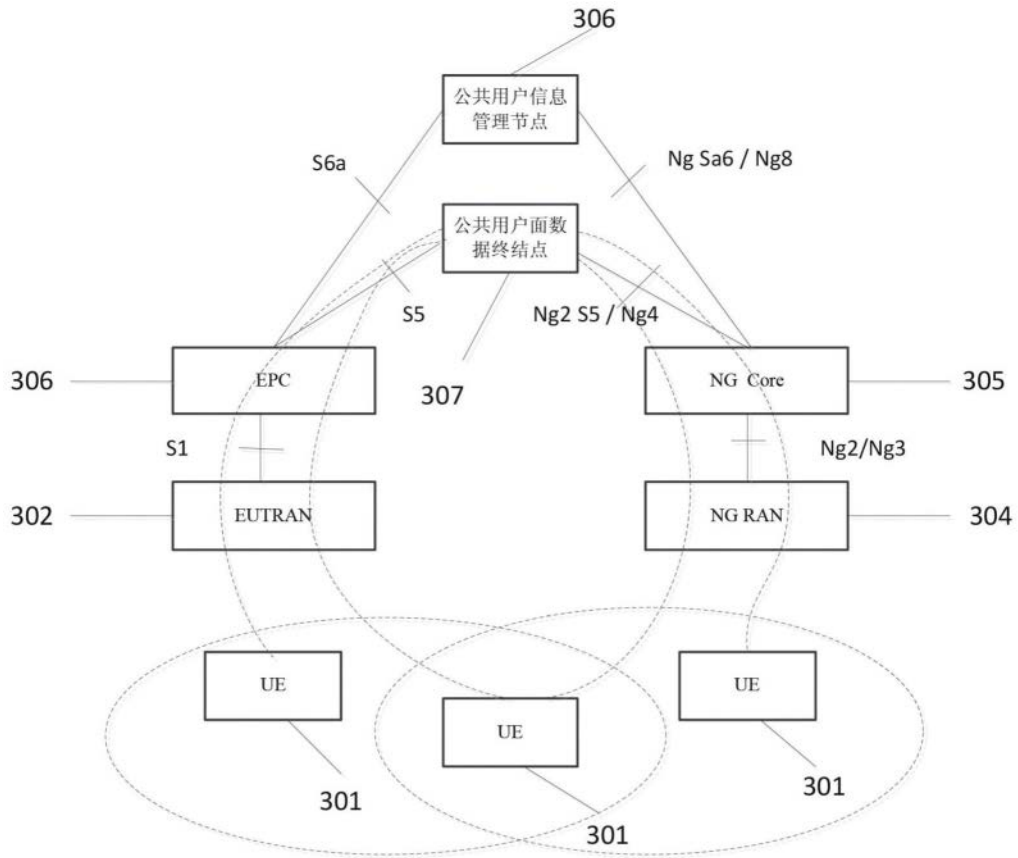 306
公共用户信息
管理节点
S6a
Ng Sa6 / Ng8
公共用户面数
据终结点
S5
Ng2 S5 / Ng4
306
EPC
307
NG Core
305
S1
Ng2/Ng3
302
EUTRAN
NG RAN
304
UE
UE
UE
301
301
301